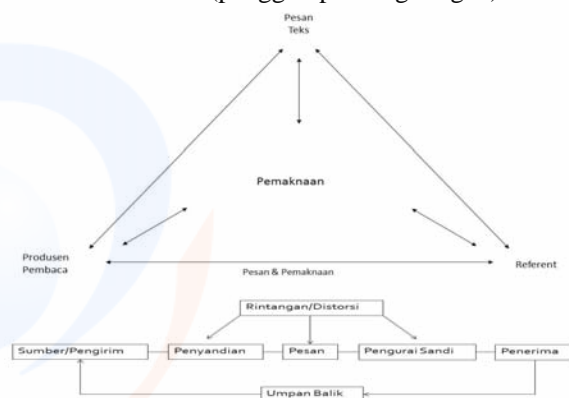 Pesan
Teks
Pemaknaan
Produsen
Pembaca
Referent
Pesan & Pemaknaan
Rintangan/Distorsi
Sumber/Pengirim
Penyandian
Pesan
Pengurai Sandi
Penerima
Umpan Balik